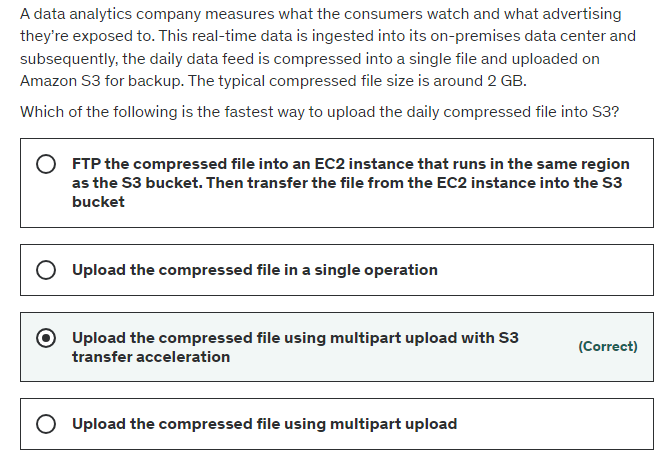 A data analytics company measures what the consumers watch and what advertising
they're exposed to. This real-time data is ingested into its on-premises data center and
subsequently, the daily data feed is compressed into a single file and uploaded on
Amazon S3 for backup. The typical compressed file size is around 2 GB.
Which of the following is the fastest way to upload the daily compressed file into S3?
FTP the compressed file into an EC2 instance that runs in the same region
as the S3 bucket. Then transfer the file from the EC2 instance into the S3
bucket
Upload the compressed file in a single operation
Upload the compressed file using multipart upload with S3
transfer acceleration
(Correct)
Upload the compressed file using multipart upload